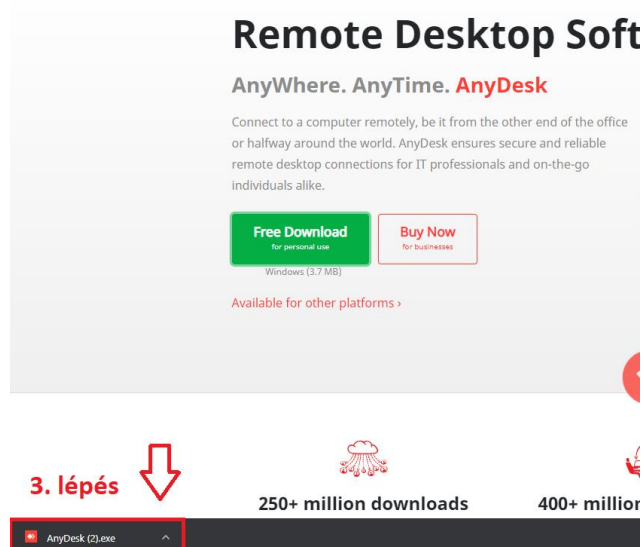 Remote Desktop Soft
AnyWhere. AnyTime. AnyDesk
Connect to a computer remotely, be it from the other end of the office
or halfway around the world. AnyDesk ensures secure and reliable
remote desktop connections for IT professionals and on-the-go
individuals alike.
Free Download
for personal use
Buy Now
for businesses
Windows (3.7 MB)
Available for other platforms ›
3. lépés
250+ million downloads
400+ million
AnyDesk (2).exe